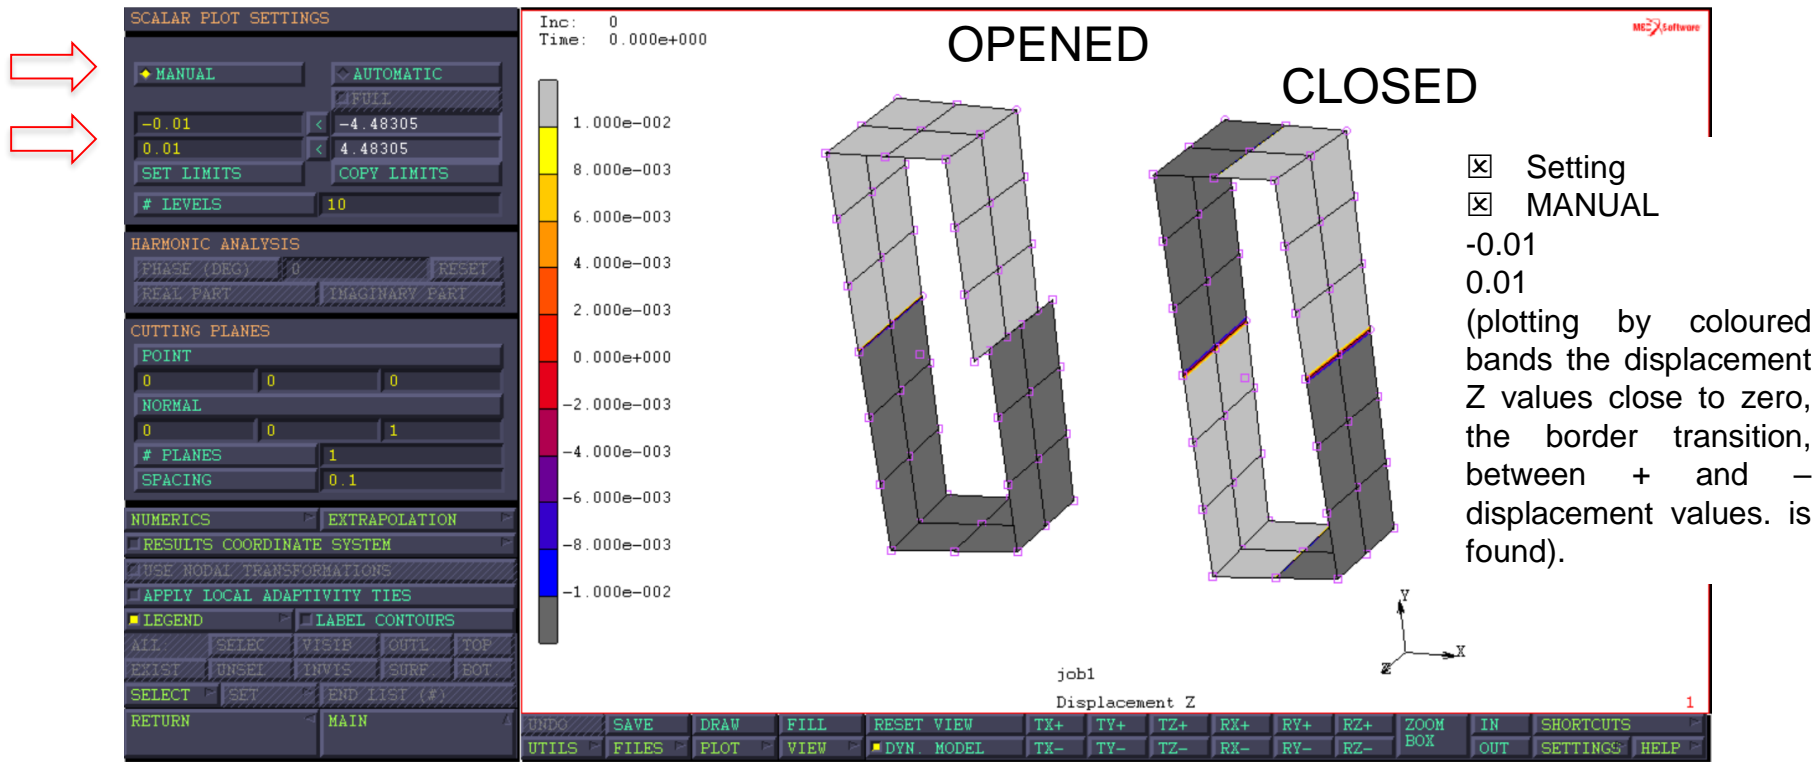 SCALAR PLOT SETTINGS
MANUAL
AUTOMATIC
FULL
-0.01 < -4.48305
0.01 < 4.48305
SET LIMITS
COPY LIMITS
# LEVELS 10
HARMONIC ANALYSIS
PHASE (DEG) 0 RESET
REAL PART
IMAGINARY PART
CUTTING PLANES
POINT
0 0 0
NORMAL
0 0 1
# PLANES 1
SPACING 0.1
NUMERICS
EXTRAPOLATION
RESULTS COORDINATE SYSTEM
USE NODAL TRANSFORMATIONS
APPLY LOCAL ADAPTIVITY TIES
LEGEND
LABEL CONTOURS
ALL: SELEC VISIB OUTL TOP
EXIST UNSEL INVIS SURF BOT
SELECT SET END LIST (#)
RETURN MAIN
Inc: 0
Time: 0.000e+000
1.000e-002
8.000e-003
6.000e-003
4.000e-003
2.000e-003
0.000e+000
-2.000e-003
-4.000e-003
-6.000e-003
-8.000e-003
-1.000e-002
OPENED
CLOSED
MSC Software
Y
X
Z
job1
Displacement Z
1
UNDO SAVE DRAW FILL RESET VIEW TX+ TY+ TZ+ RX+ RY+ RZ+ ZOOM IN SHORTCUTS
UTILS FILES PLOT VIEW DYN. MODEL TX- TY- TZ- RX- RY- RZ- BOX OUT SETTINGS HELP
Setting
MANUAL
-0.01
0.01
(plotting by coloured
bands the displacement
Z values close to zero,
the border transition,
between + and –
displacement values. is
found).